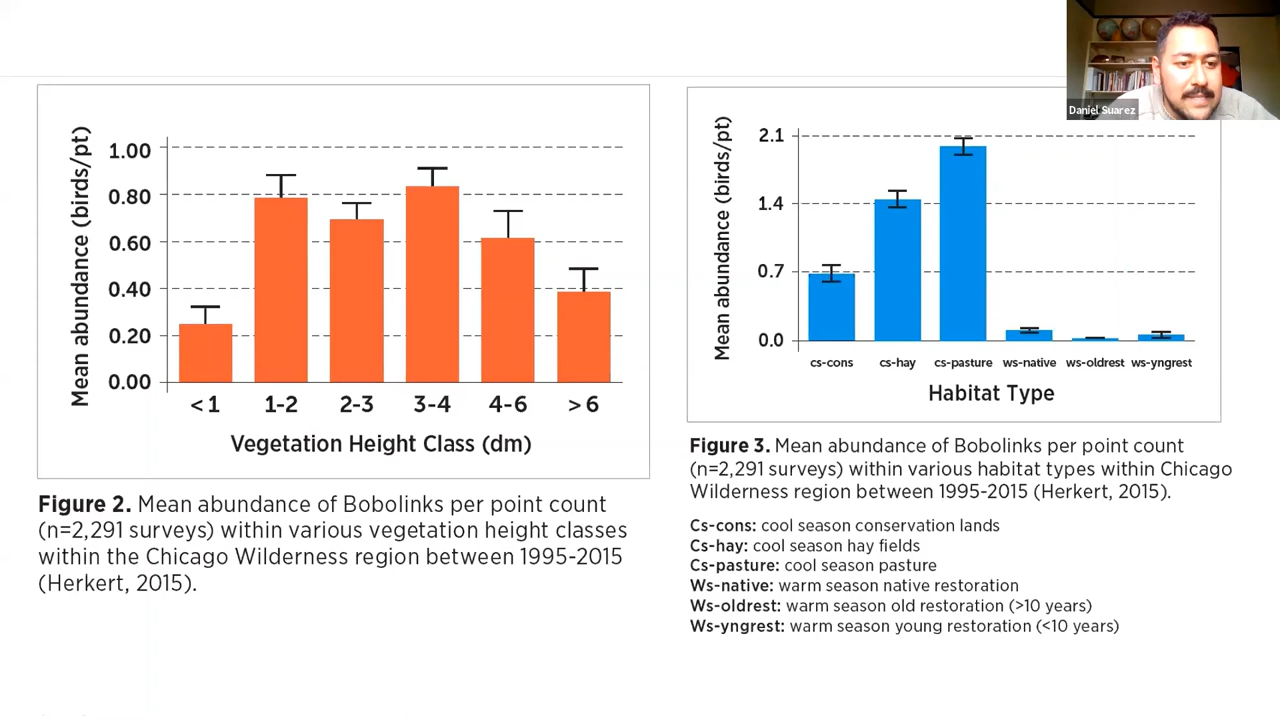 Daniel Suarez
Mean abundance (birds/pt)
1.00
0.80
0.60
0.40
0.20
0.00
< 1 1-2 2-3 3-4 4-6 > 6
Vegetation Height Class (dm)
Figure 2. Mean abundance of Bobolinks per point count
(n=2,291 surveys) within various vegetation height classes
within the Chicago Wilderness region between 1995-2015
(Herkert, 2015).
Mean abundance (birds/pt)
2.1
1.4
0.7
0.0
cs-cons cs-hay cs-pasture ws-native ws-oldrest ws-yngrest
Habitat Type
Figure 3. Mean abundance of Bobolinks per point count
(n=2,291 surveys) within various habitat types within Chicago
Wilderness region between 1995-2015 (Herkert, 2015).
Cs-cons: cool season conservation lands
Cs-hay: cool season hay fields
Cs-pasture: cool season pasture
Ws-native: warm season native restoration
Ws-oldrest: warm season old restoration (>10 years)
Ws-yngrest: warm season young restoration (<10 years)